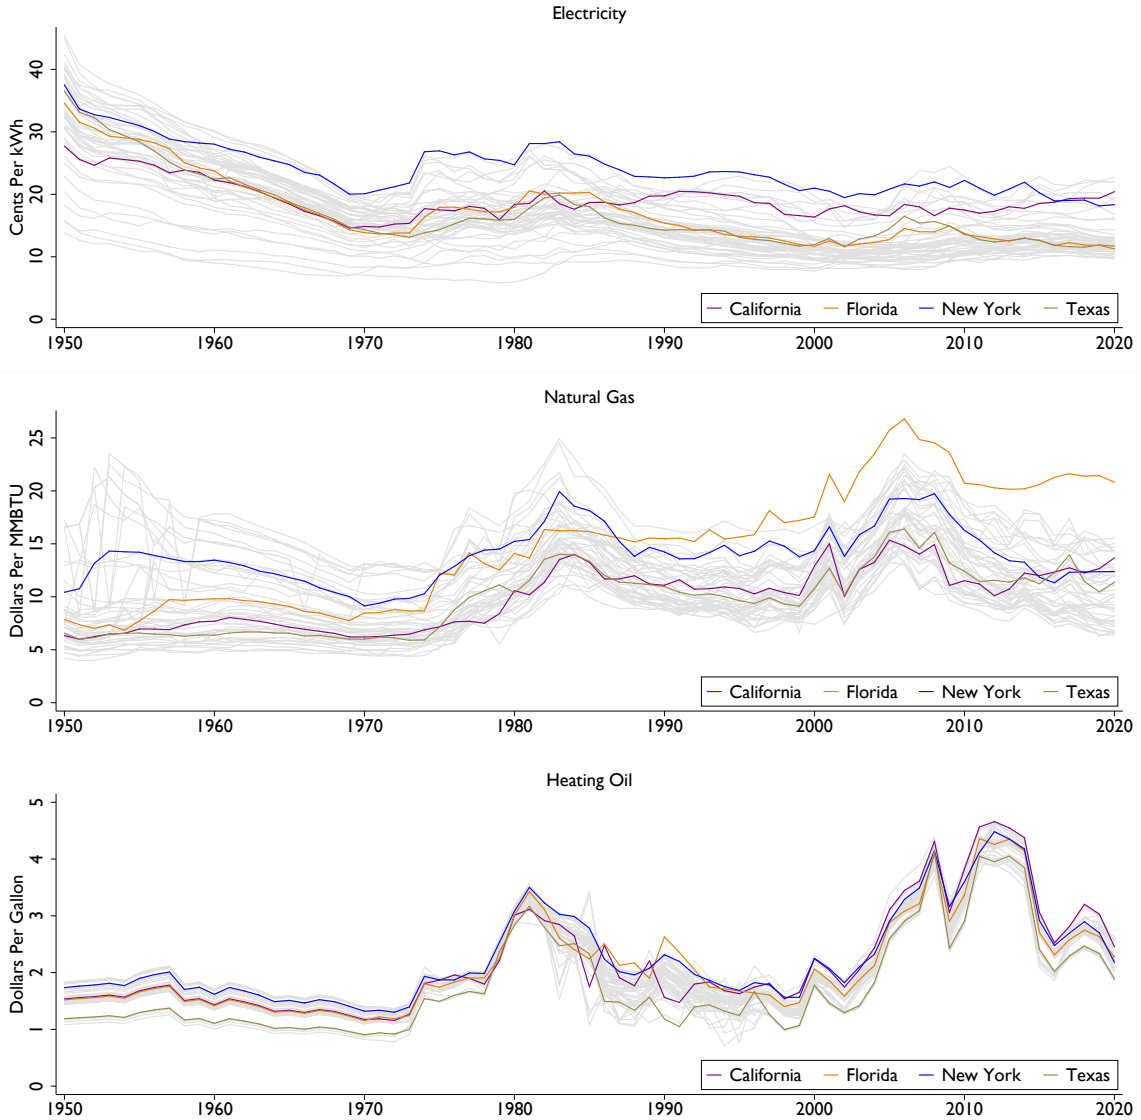 Electricity
Cents Per kWh
40
30
20
10
0
California Florida New York Texas
1950 1960 1970 1980 1990 2000 2010 2020
Natural Gas
Dollars Per MMBTU
25
20
15
10
5
0
California Florida New York Texas
1950 1960 1970 1980 1990 2000 2010 2020
Heating Oil
Dollars Per Gallon
5
4
3
2
1
0
California Florida New York Texas
1950 1960 1970 1980 1990 2000 2010 2020